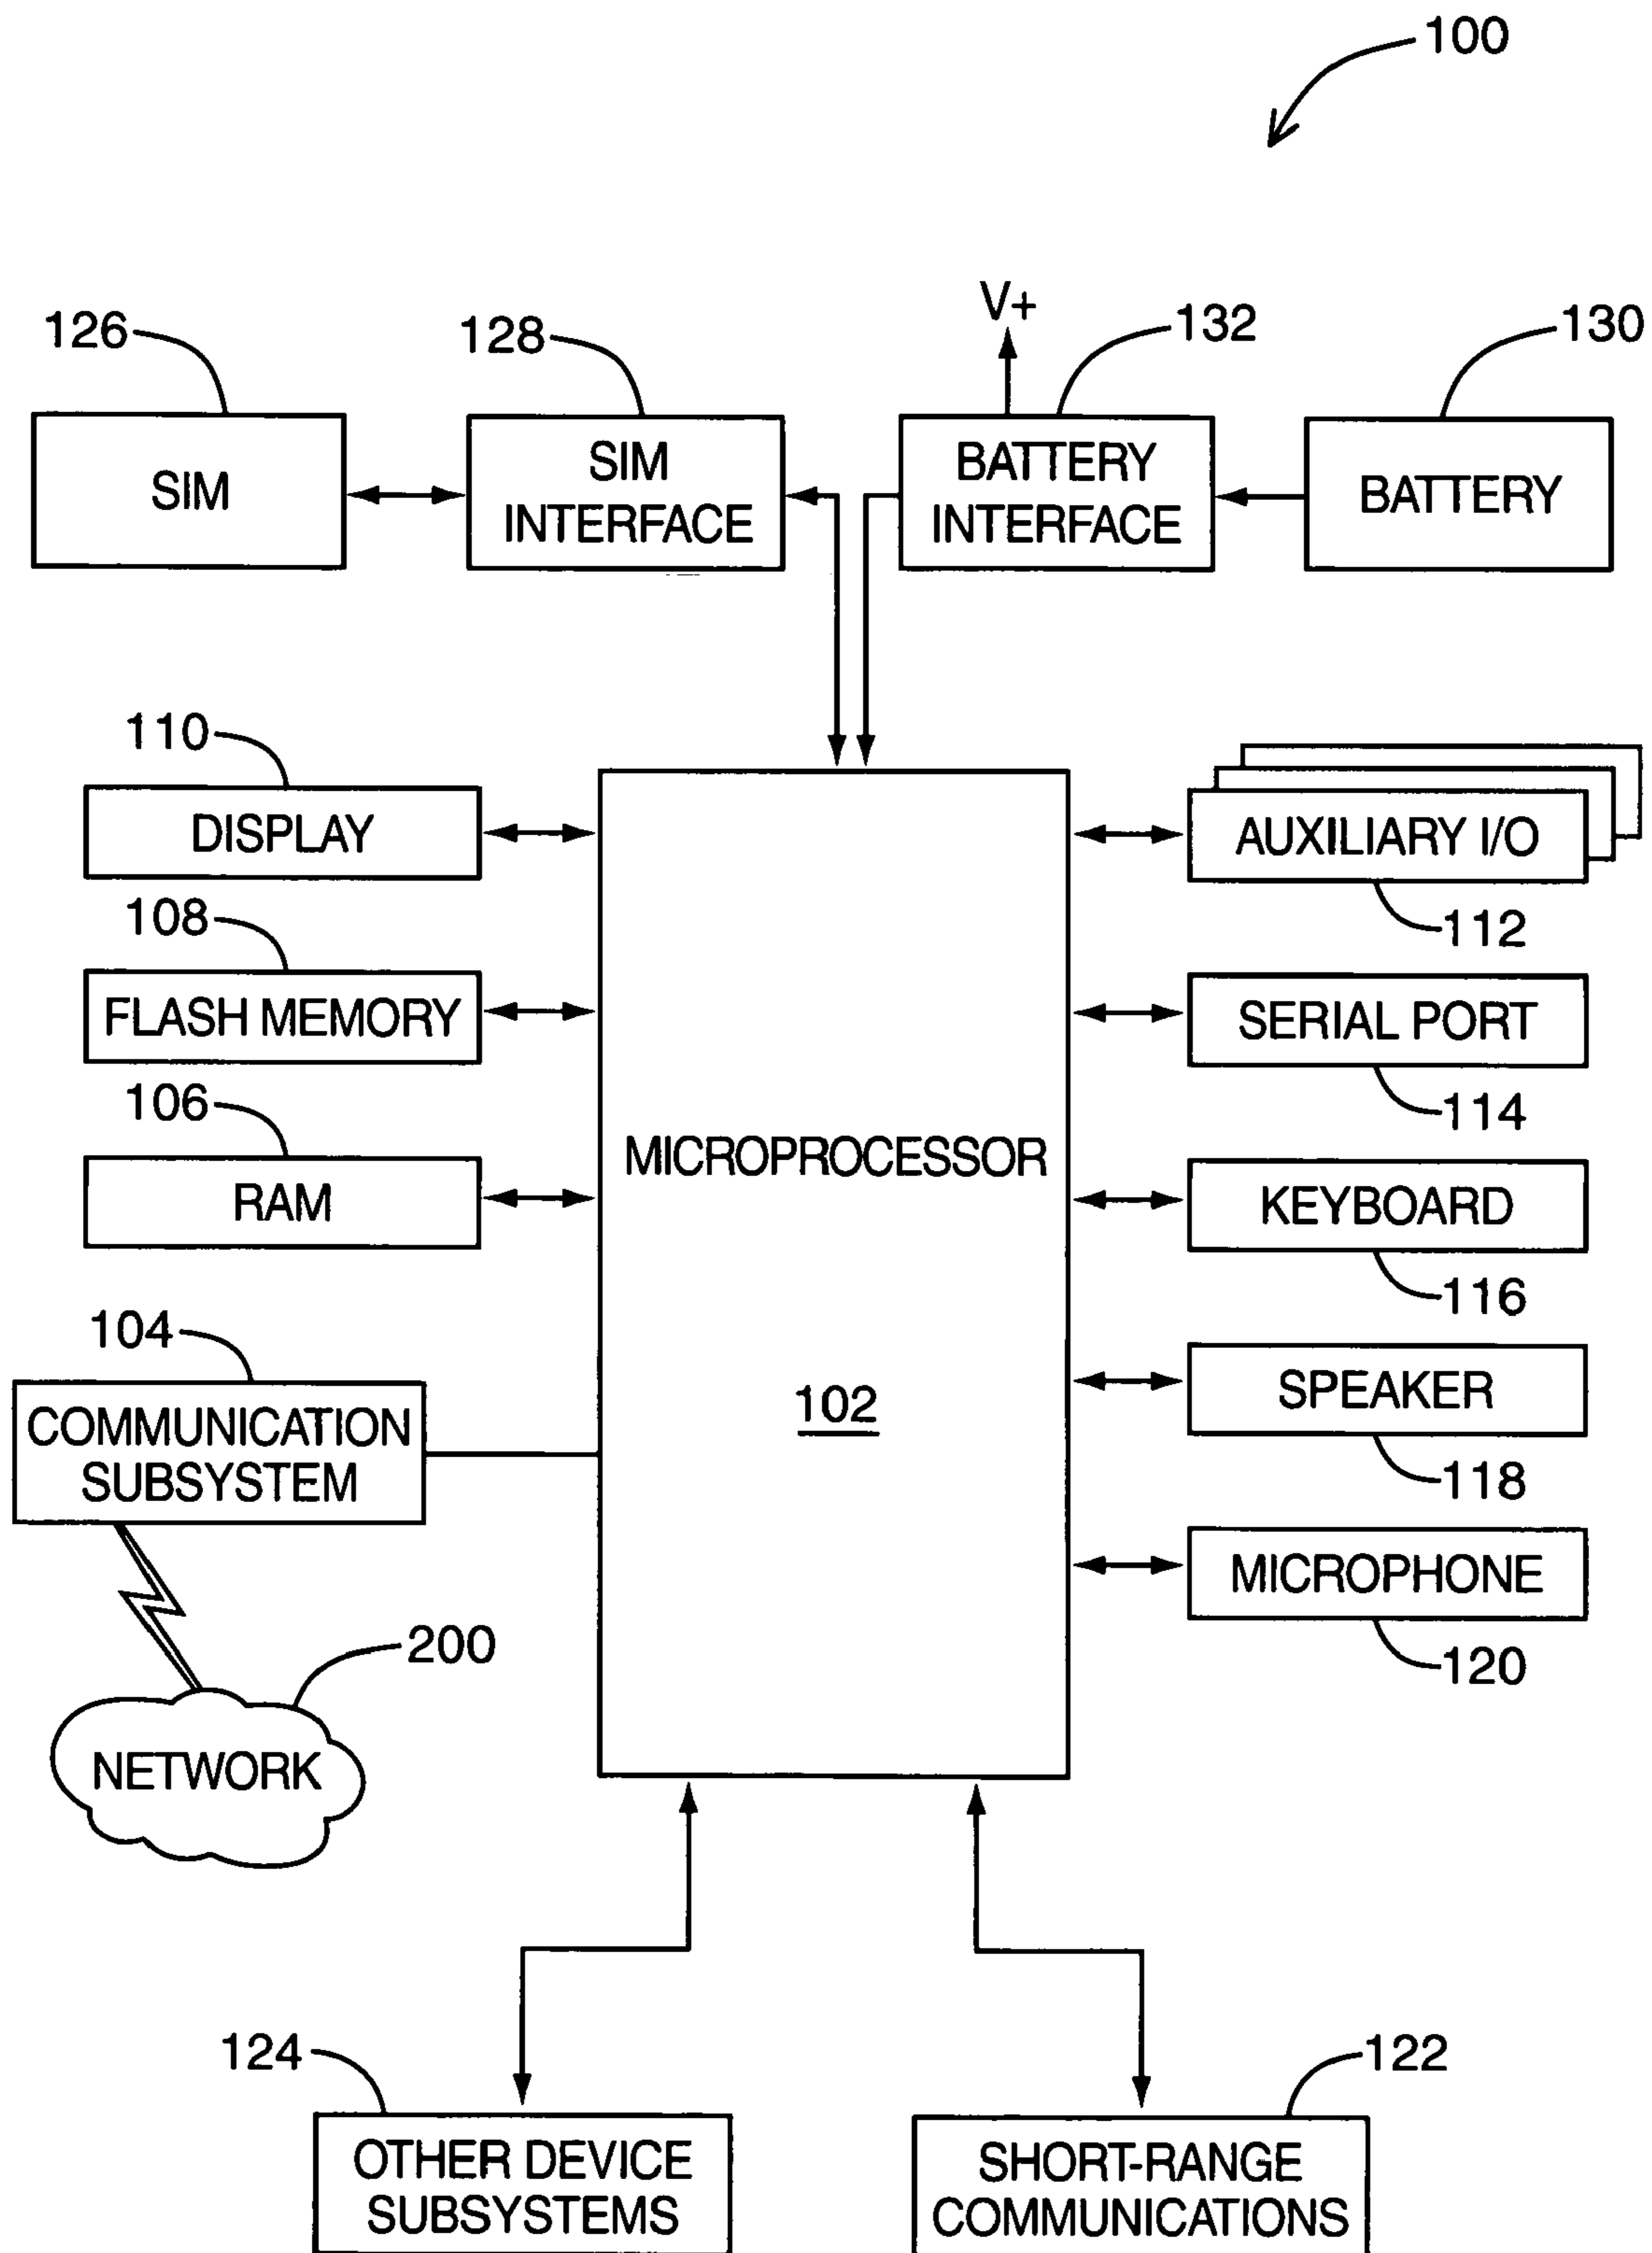 100
V+
126
128
132
130
SIM
SIM
INTERFACE
BATTERY
INTERFACE
BATTERY
110
DISPLAY
AUXILIARY I/O
112
108
FLASH MEMORY
SERIAL PORT
114
106
RAM
MICROPROCESSOR
102
KEYBOARD
116
104
COMMUNICATION
SUBSYSTEM
SPEAKER
118
MICROPHONE
120
200
NETWORK
124
OTHER DEVICE
SUBSYSTEMS
122
SHORT-RANGE
COMMUNICATIONS